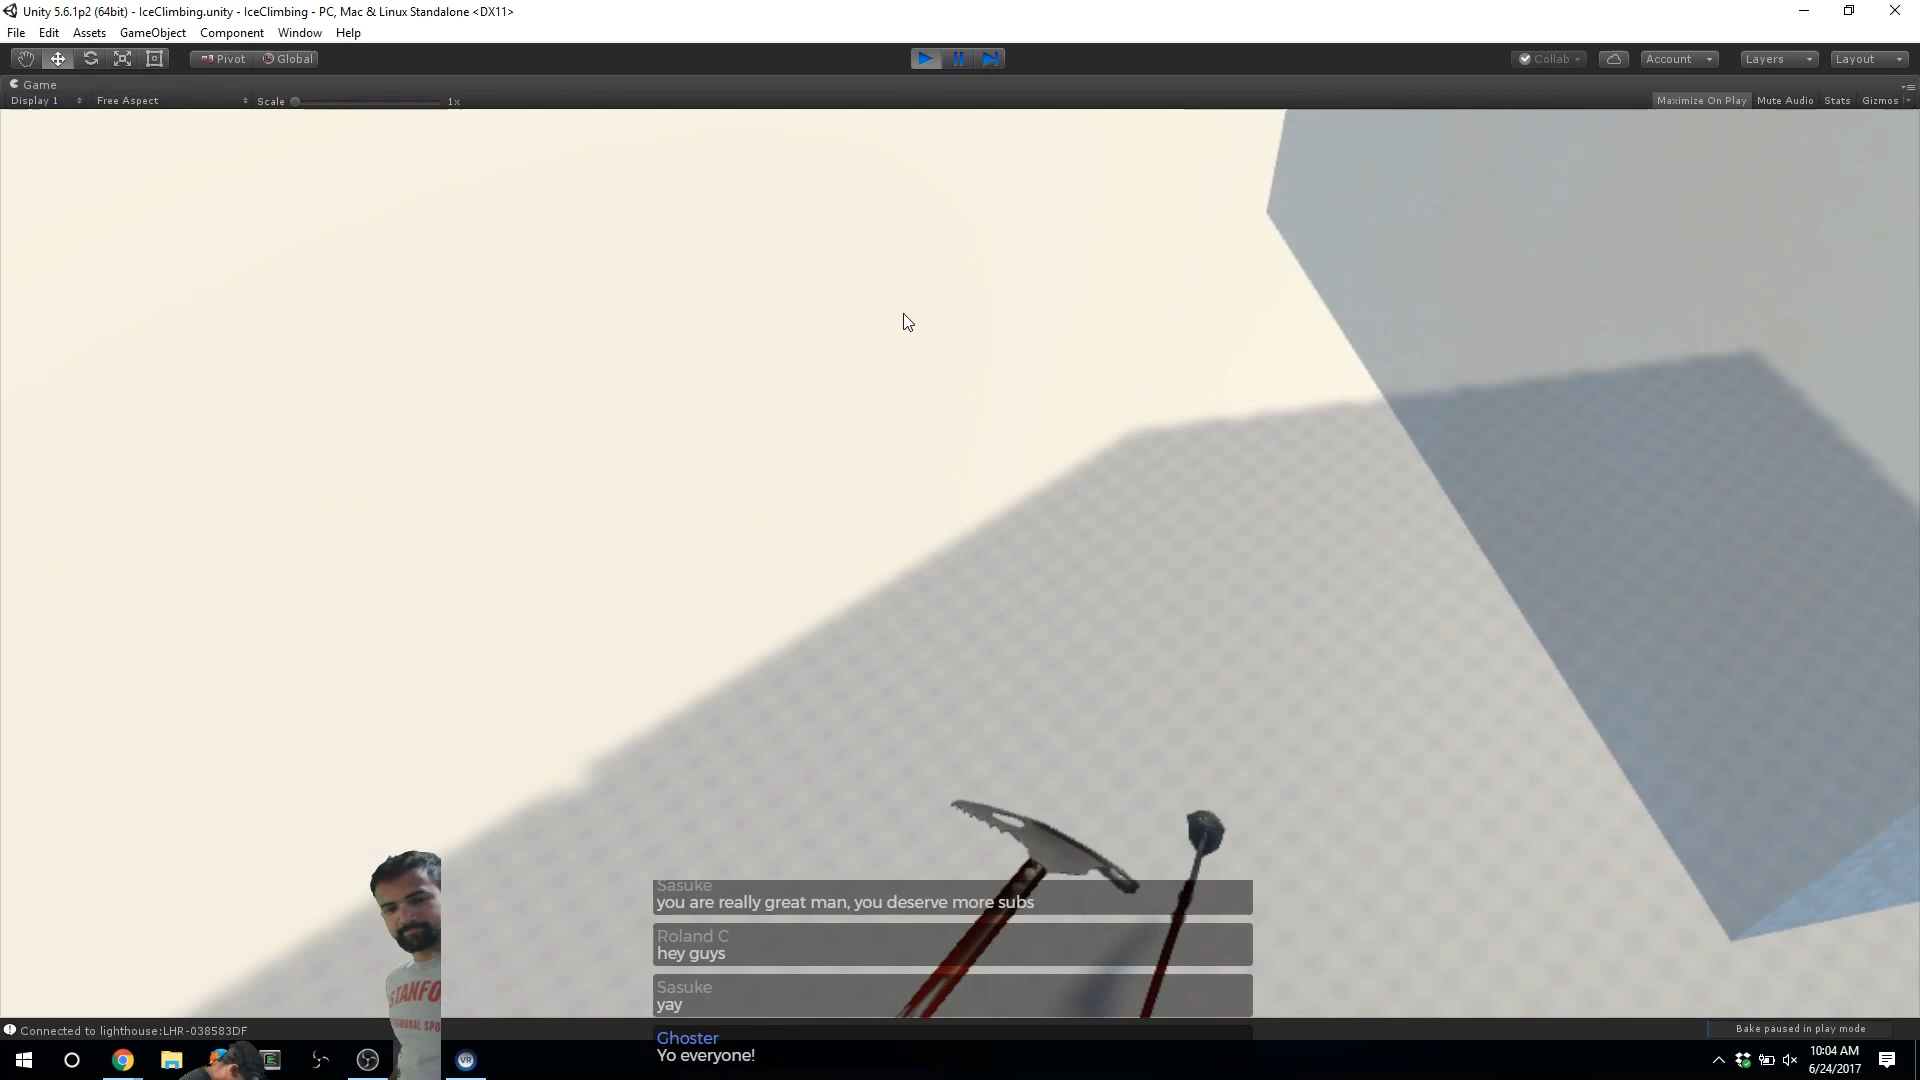 Unity 5.6.1p2 (64bit) - IceClimbing.unity - IceClimbing - PC, Mac & Linux Standalone <DX11>
File Edit Assets GameObject Component Window Help
Pivot Global Collab Account Layers Layout
Game
Display 1 Free Aspect Scale 1x Maximize On Play Mute Audio Stats Gizmos
Sasuke
you are really great man, you deserve more subs
Roland C
hey guys
Sasuke
yay
STANFO
Connected to lighthouse:LHR-038583DF
Bake paused in play mode
Ghoster
Yo everyone!
VR
10:04 AM
6/24/2017